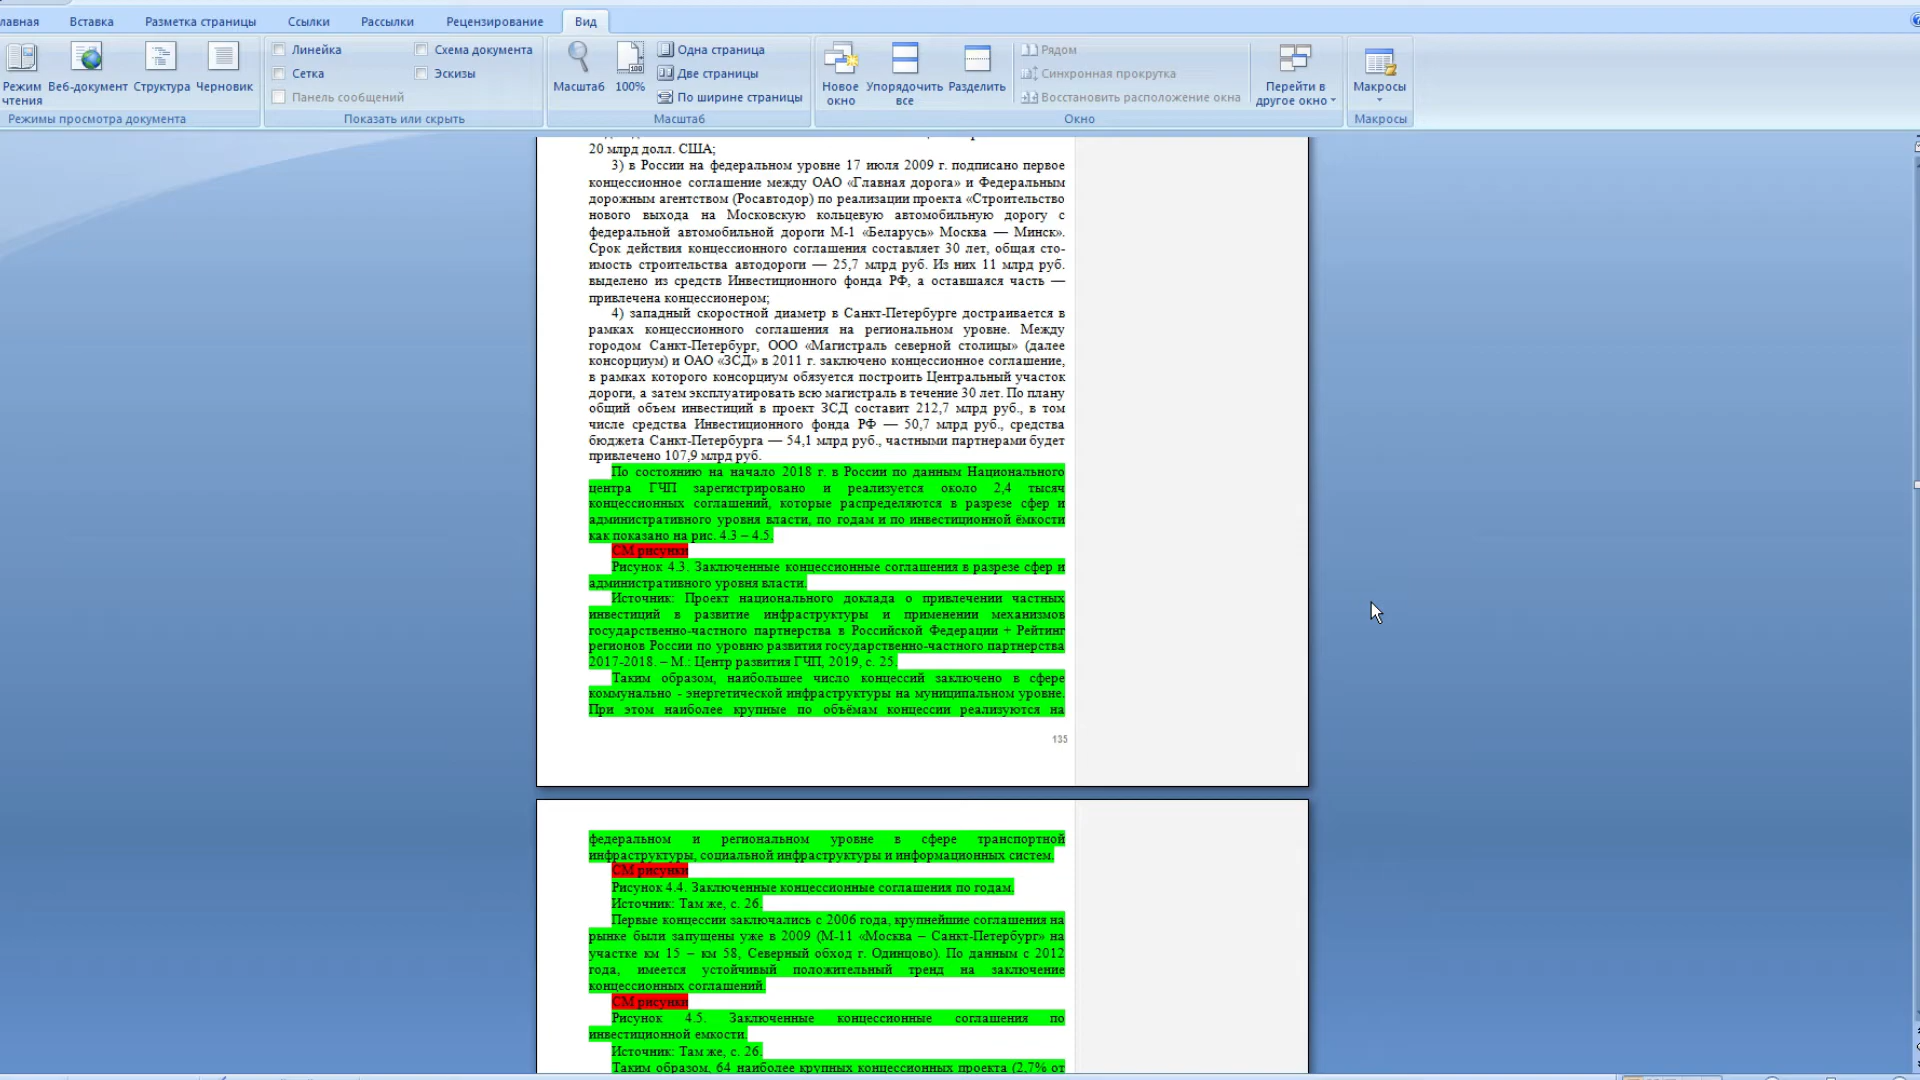 лавная Вставка Разметка страницы Ссылки Рассылки Рецензирование Вид
Режим чтения
Веб-документ
Структура
Черновик
Режимы просмотра документа
Линейка
Сетка
Панель сообщений
Схема документа
Эскизы
Показать или скрыть
Масштаб
100
100%
Одна страница
Две страницы
По ширине страницы
Масштаб
Новое окно
Упорядочить все
Разделить
Рядом
Синхронная прокрутка
Восстановить расположение окна
Перейти в другое окно
Окно
Макросы
Макросы
20 млрд долл. США;
3) в России на федеральном уровне 17 июля 2009 г. подписано первое
концессионное соглашение между ОАО «Главная дорога» и Федеральным
дорожным агентством (Росавтодор) по реализации проекта «Строительство
нового выхода на Московскую кольцевую автомобильную дорогу с
федеральной автомобильной дороги М-1 «Беларусь» Москва — Минск».
Срок действия концессионного соглашения составляет 30 лет, общая сто-
имость строительства автодороги — 25,7 млрд руб. Из них 11 млрд руб.
выделено из средств Инвестиционного фонда РФ, а оставшаяся часть —
привлечена концессионером;
4) западный скоростной диаметр в Санкт-Петербурге достраивается в
рамках концессионного соглашения на региональном уровне. Между
городом Санкт-Петербург, ООО «Магистраль северной столицы» (далее
консорциум) и ОАО «ЗСД» в 2011 г. заключено концессионное соглашение,
в рамках которого консорциум обязуется построить Центральный участок
дороги, а затем эксплуатировать всю магистраль в течение 30 лет. По плану
общий объем инвестиций в проект ЗСД составит 212,7 млрд руб., в том
числе средства Инвестиционного фонда РФ — 50,7 млрд руб., средства
бюджета Санкт-Петербурга — 54,1 млрд руб., частными партнерами будет
привлечено 107,9 млрд руб.
По состоянию на начало 2018 г. в России по данным Национального
центра ГЧП зарегистрировано и реализуется около 2,4 тысяч
концессионных соглашений, которые распределяются в разрезе сфер и
административного уровня власти, по годам и по инвестиционной ёмкости
как показано на рис. 4.3 – 4.5.
СМ рисунки
Рисунок 4.3. Заключенные концессионные соглашения в разрезе сфер и
административного уровня власти.
Источник: Проект национального доклада о привлечении частных
инвестиций в развитие инфраструктуры и применении механизмов
государственно-частного партнерства в Российской Федерации + Рейтинг
регионов России по уровню развития государственно-частного партнерства
2017-2018. – М.: Центр развития ГЧП, 2019, с. 25.
Таким образом, наибольшее число концессий заключено в сфере
коммунально - энергетической инфраструктуры на муниципальном уровне.
При этом наиболее крупные по объёмам концессии реализуются на
135
федеральном и региональном уровне в сфере транспортной
инфраструктуры, социальной инфраструктуры и информационных систем.
СМ рисунки
Рисунок 4.4. Заключенные концессионные соглашения по годам.
Источник: Там же, с. 26.
Первые концессии заключались с 2006 года, крупнейшие соглашения на
рынке были запущены уже в 2009 (М-11 «Москва – Санкт-Петербург» на
участке км 15 – км 58, Северный обход г. Одинцово). По данным с 2012
года, имеется устойчивый положительный тренд на заключение
концессионных соглашений.
СМ рисунки
Рисунок 4.5. Заключенные концессионные соглашения по
инвестиционной емкости.
Источник: Там же, с. 26.
Таким образом, 64 наиболее крупных концессионных проекта (2,7% от